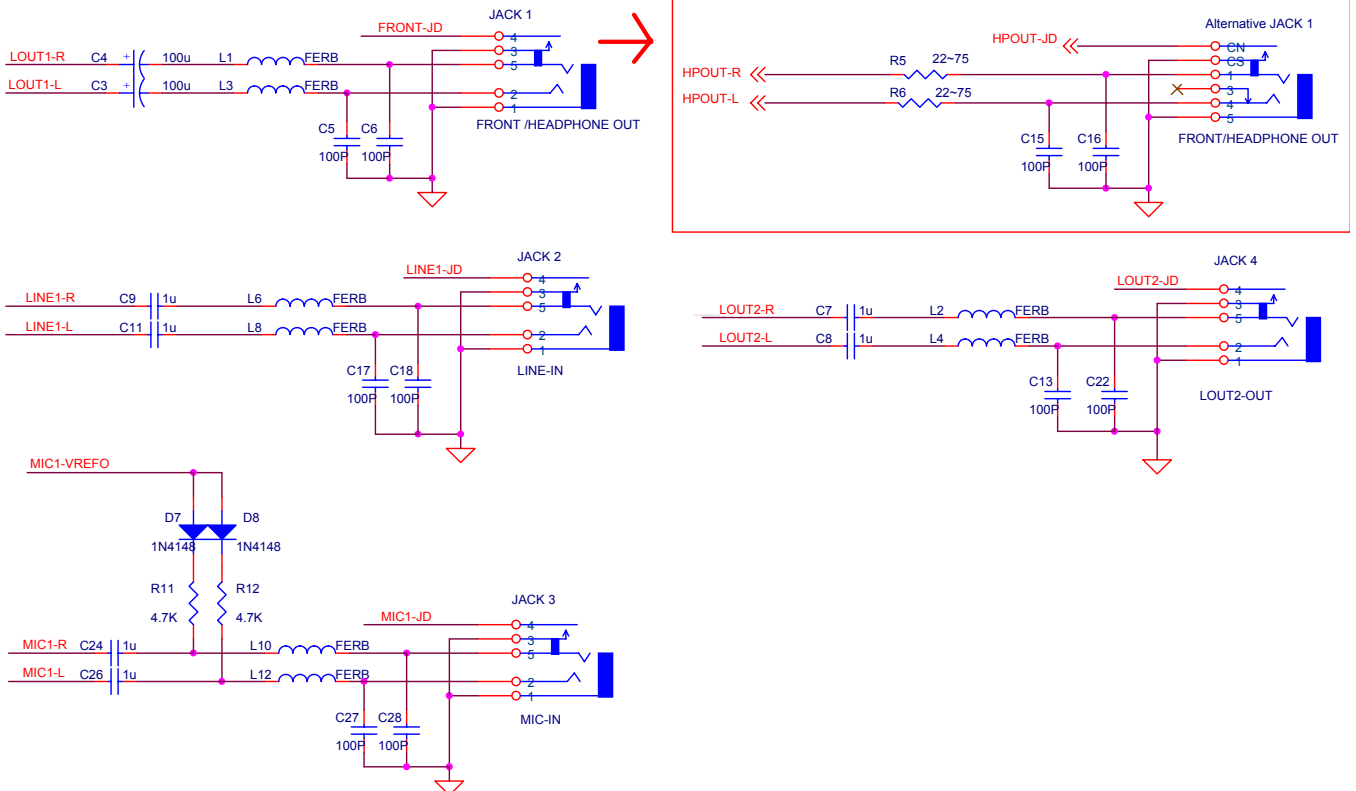 JACK 1
FRONT-JD
4
3
LOUT1-R C4 + 100u L1 FERB 5
LOUT1-L C3 + 100u L3 FERB 2
1
FRONT /HEADPHONE OUT
C5 C6
100P 100P
Alternative JACK 1
HPOUT-JD CN
CS
HPOUT-R R5 22~75 1
3
HPOUT-L R6 22~75 4
5
FRONT/HEADPHONE OUT
C15 C16
100P 100P
JACK 2
LINE1-JD 4
3
LINE1-R C9 1u L6 FERB 5
LINE1-L C11 1u L8 FERB 2
1
LINE-IN
C17 C18
100P 100P
JACK 4
LOUT2-JD 4
3
LOUT2-R C7 1u L2 FERB 5
LOUT2-L C8 1u L4 FERB 2
1
LOUT2-OUT
C13 C22
100P 100P
MIC1-VREFO
D7 D8
1N4148 1N4148
R11 R12
4.7K 4.7K
JACK 3
MIC1-JD 4
3
MIC1-R C24 1u L10 FERB 5
MIC1-L C26 1u L12 FERB 2
1
MIC-IN
C27 C28
100P 100P